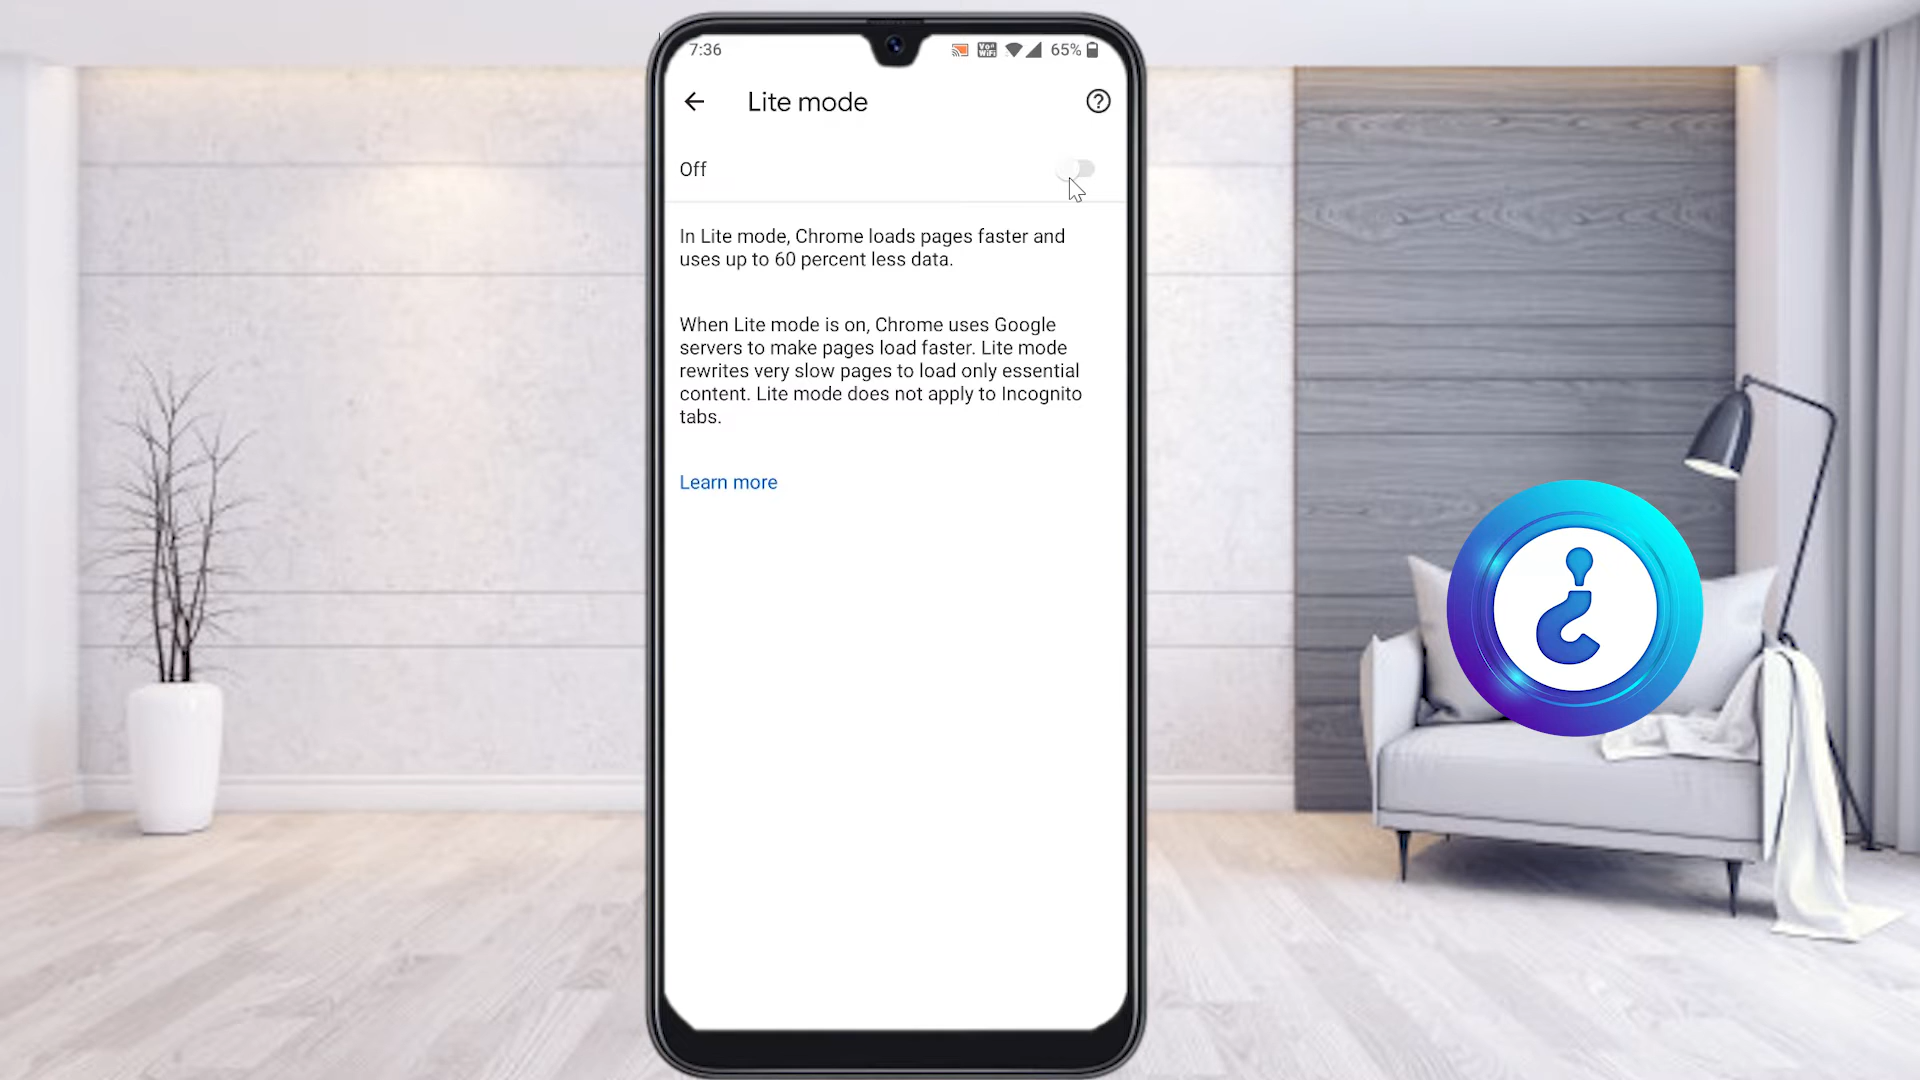 7:36
Vo))
WiFi
65%
Lite mode
Off
In Lite mode, Chrome loads pages faster and
uses up to 60 percent less data.
When Lite mode is on, Chrome uses Google
servers to make pages load faster. Lite mode
rewrites very slow pages to load only essential
content. Lite mode does not apply to Incognito
tabs.
Learn more